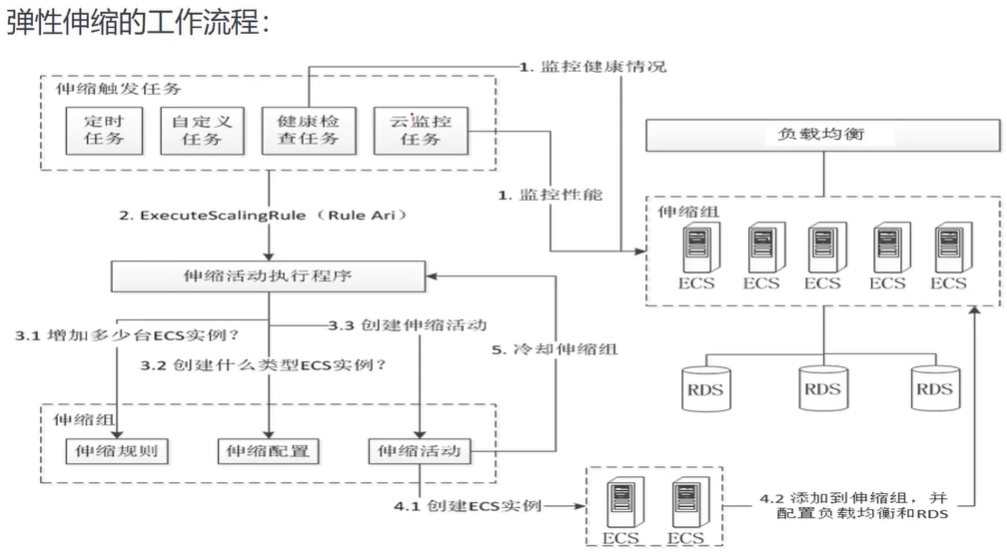 弹性伸缩的工作流程：
1. 监控健康情况
伸缩触发任务
定时
任务
自定义
任务
健康检
查任务
云监控
任务
负载均衡
1. 监控性能
2. ExecuteScalingRule（Rule Ari）
伸缩组
ECS
ECS
ECS
ECS
ECS
伸缩活动执行程序
3.1 增加多少台ECS实例？
3.3 创建伸缩活动
3.2 创建什么类型ECS实例？
5. 冷却伸缩组
RDS
RDS
RDS
伸缩组
伸缩规则
伸缩配置
伸缩活动
4.1 创建ECS实例
ECS
ECS
4.2 添加到伸缩组，并
配置负载均衡和RDS